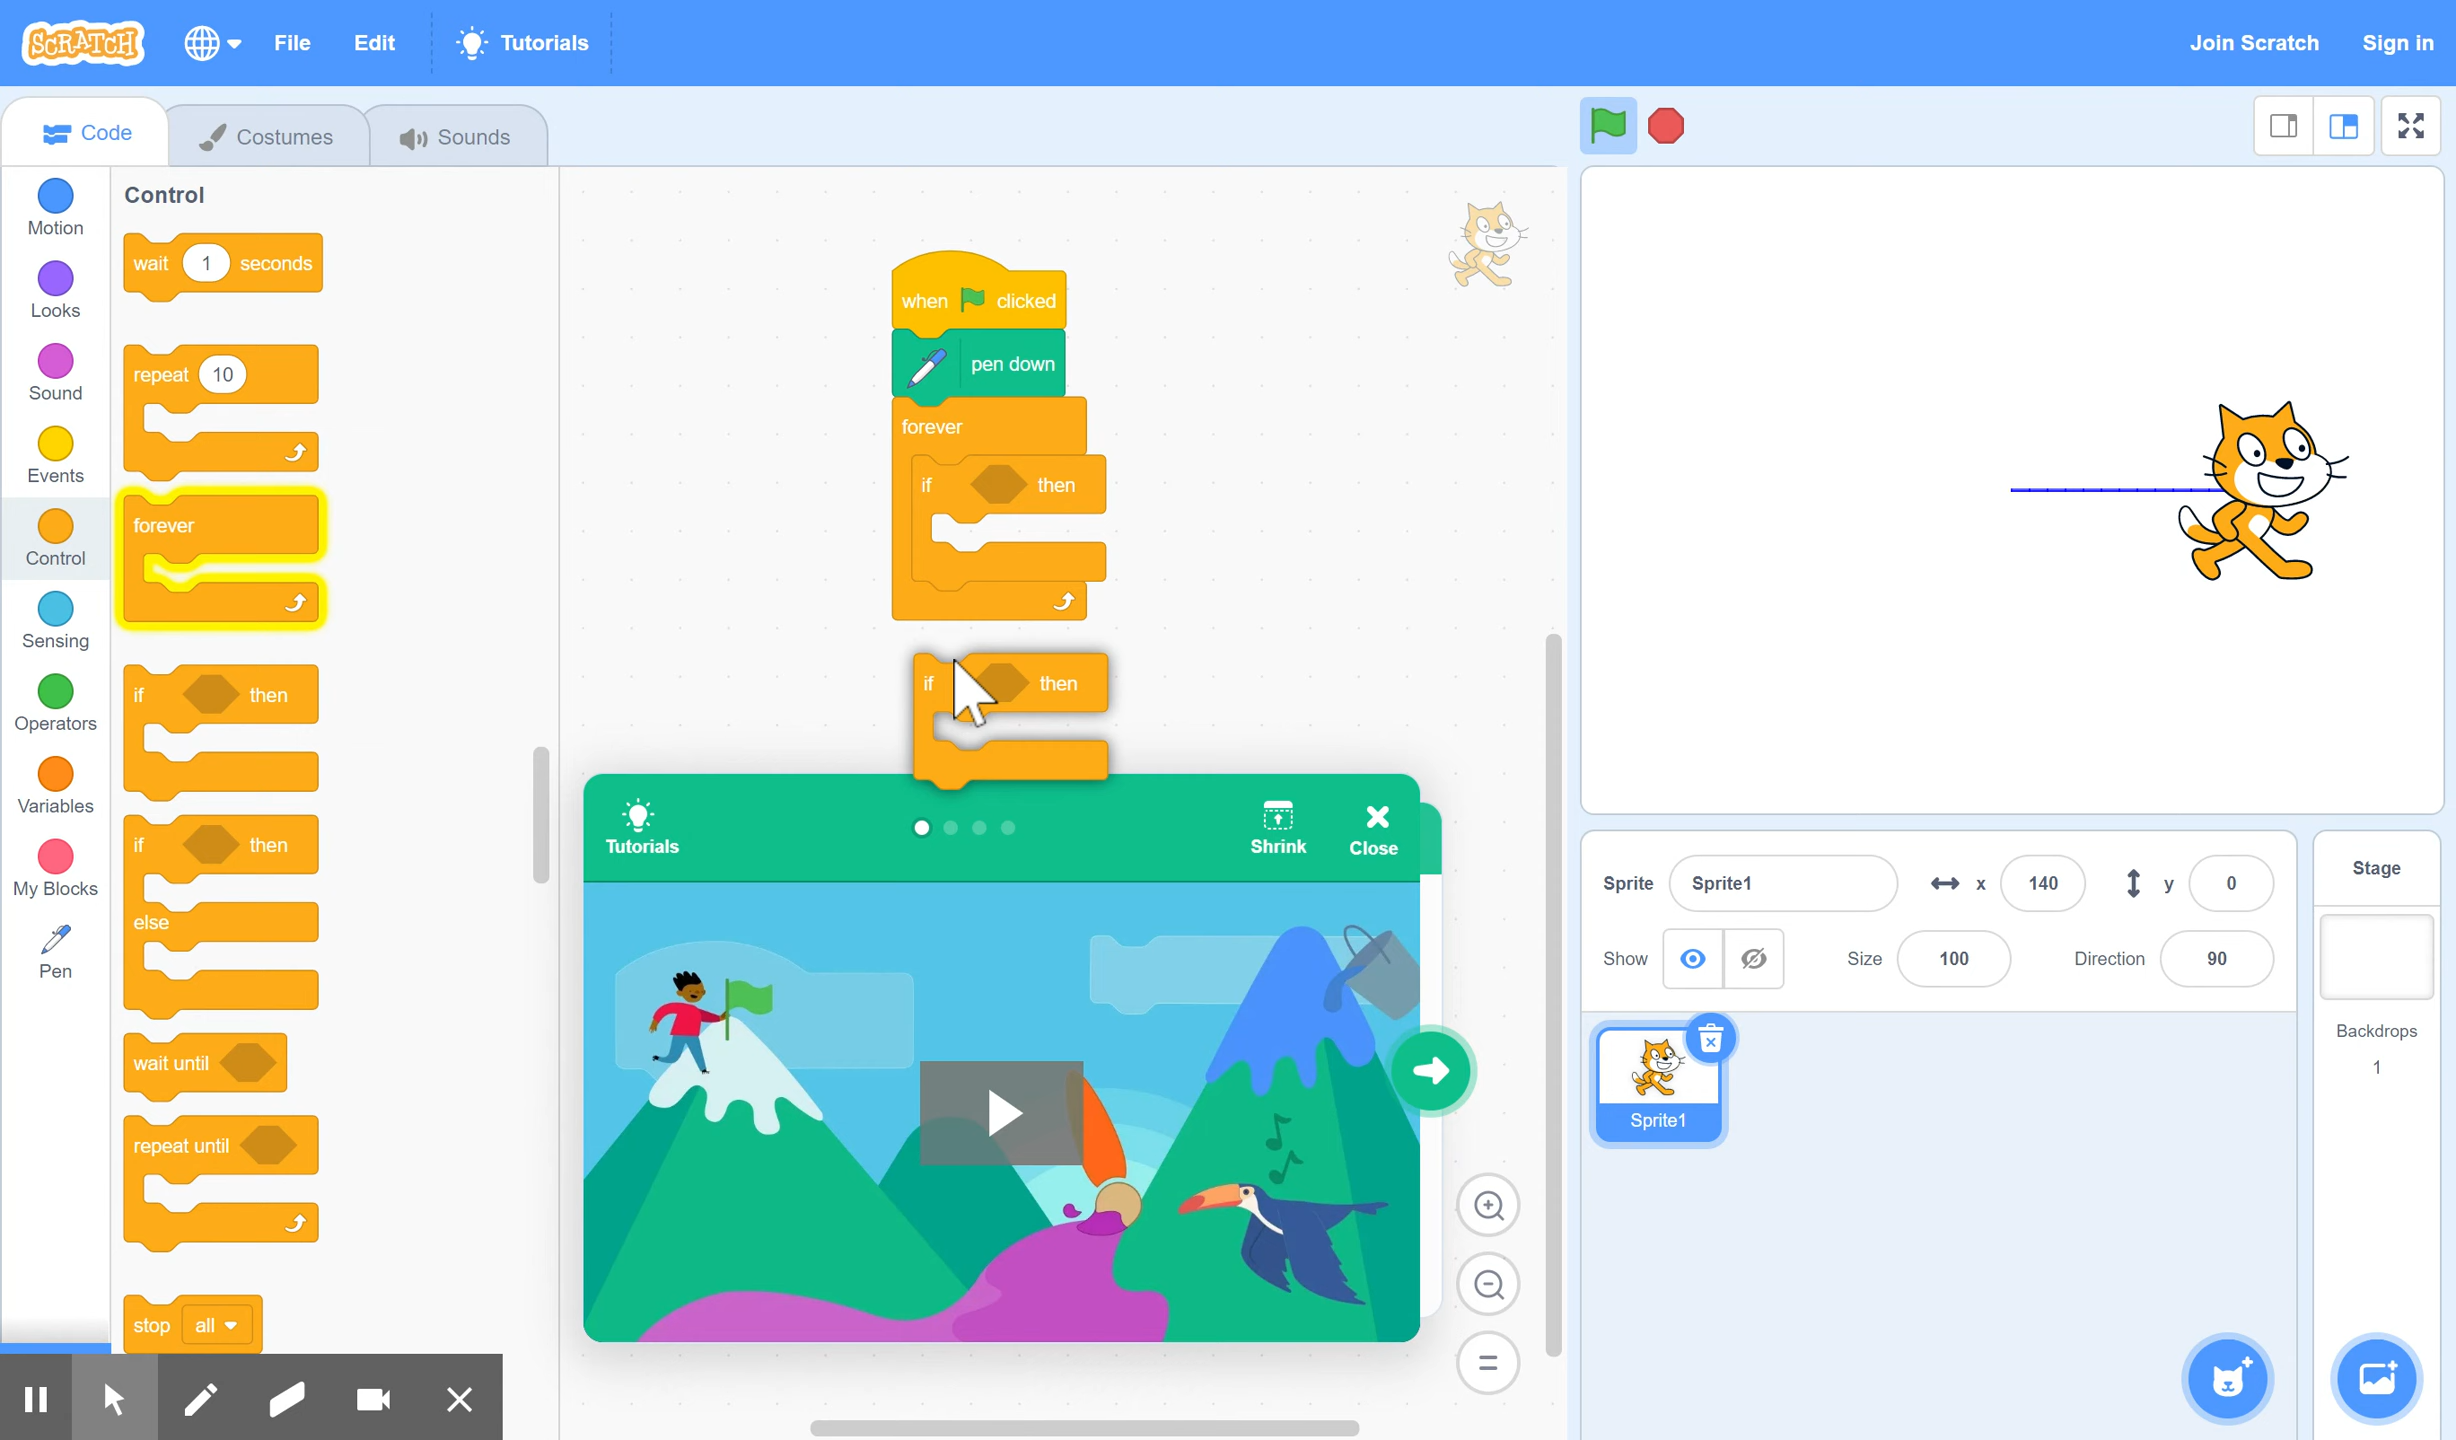 SCRATCH
File
Edit
Tutorials
Join Scratch
Sign in
Code
Costumes
Sounds
Motion
Looks
Sound
Events
Control
Sensing
Operators
Variables
My Blocks
Pen
Control
wait 1 seconds
repeat 10
forever
if then
if then
else
wait until
repeat until
stop all
when clicked
pen down
forever
if then
if then
Tutorials
Shrink
Close
Sprite Sprite1 x 140 y 0
Show Size 100 Direction 90
Sprite1
Stage
Backdrops
1